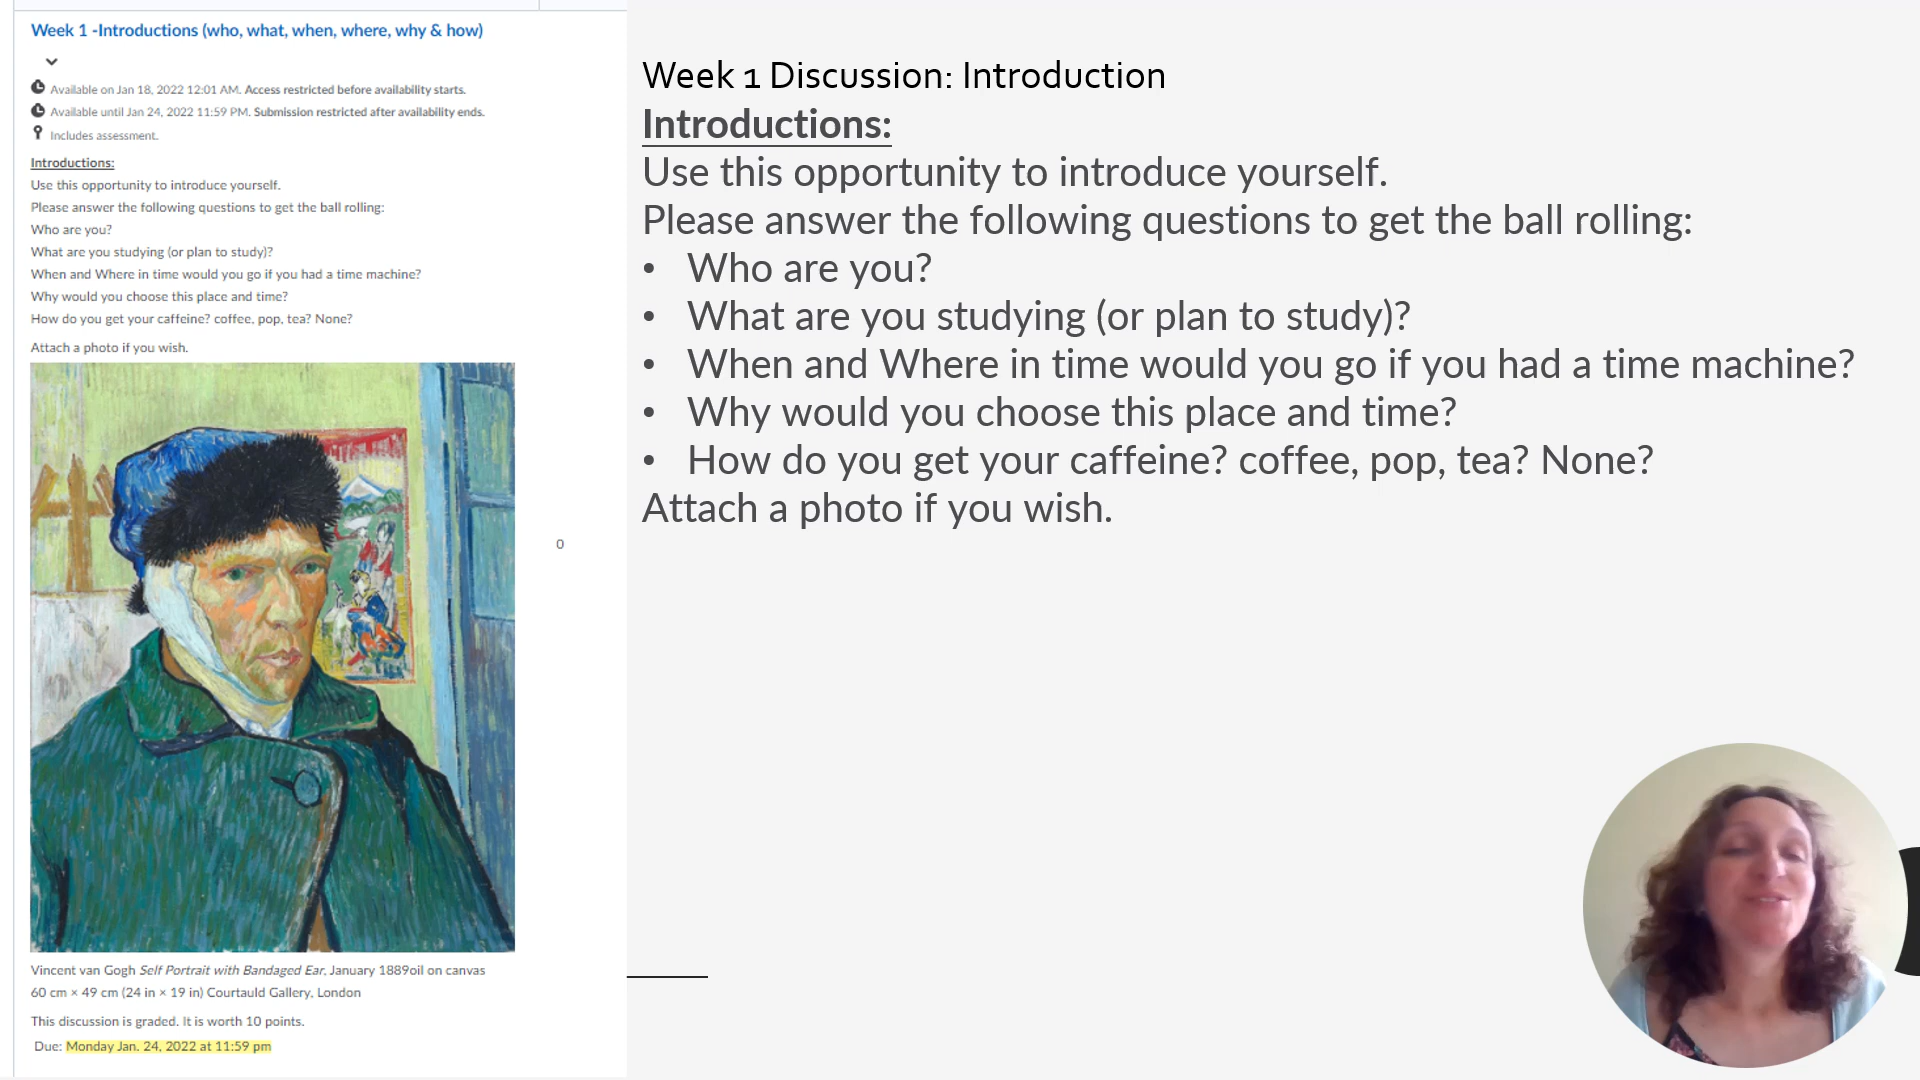 Week 1 -Introductions (who, what, when, where, why & how)
Available on Jan 18, 2022 12:01 AM. Access restricted before availability starts.
Available until Jan 24, 2022 11:59 PM. Submission restricted after availability ends.
Includes assessment.
Introductions:
Use this opportunity to introduce yourself.
Please answer the following questions to get the ball rolling:
Who are you?
What are you studying (or plan to study)?
When and Where in time would you go if you had a time machine?
Why would you choose this place and time?
How do you get your caffeine? coffee, pop, tea? None?
Attach a photo if you wish.
0
Vincent van Gogh Self Portrait with Bandaged Ear, January 1889oil on canvas
60 cm × 49 cm (24 in × 19 in) Courtauld Gallery, London
This discussion is graded. It is worth 10 points.
Due: Monday Jan. 24, 2022 at 11:59 pm
Week 1 Discussion: Introduction
Introductions:
Use this opportunity to introduce yourself.
Please answer the following questions to get the ball rolling:
• Who are you?
• What are you studying (or plan to study)?
• When and Where in time would you go if you had a time machine?
• Why would you choose this place and time?
• How do you get your caffeine? coffee, pop, tea? None?
Attach a photo if you wish.